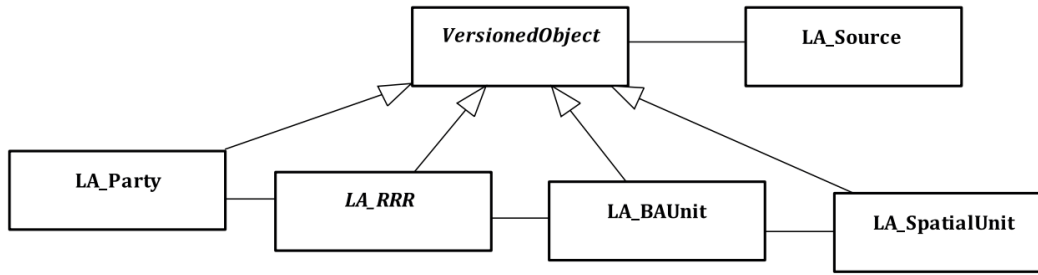 VersionedObject
LA_Source
LA_Party
LA_RRR
LA_BAUnit
LA_SpatialUnit